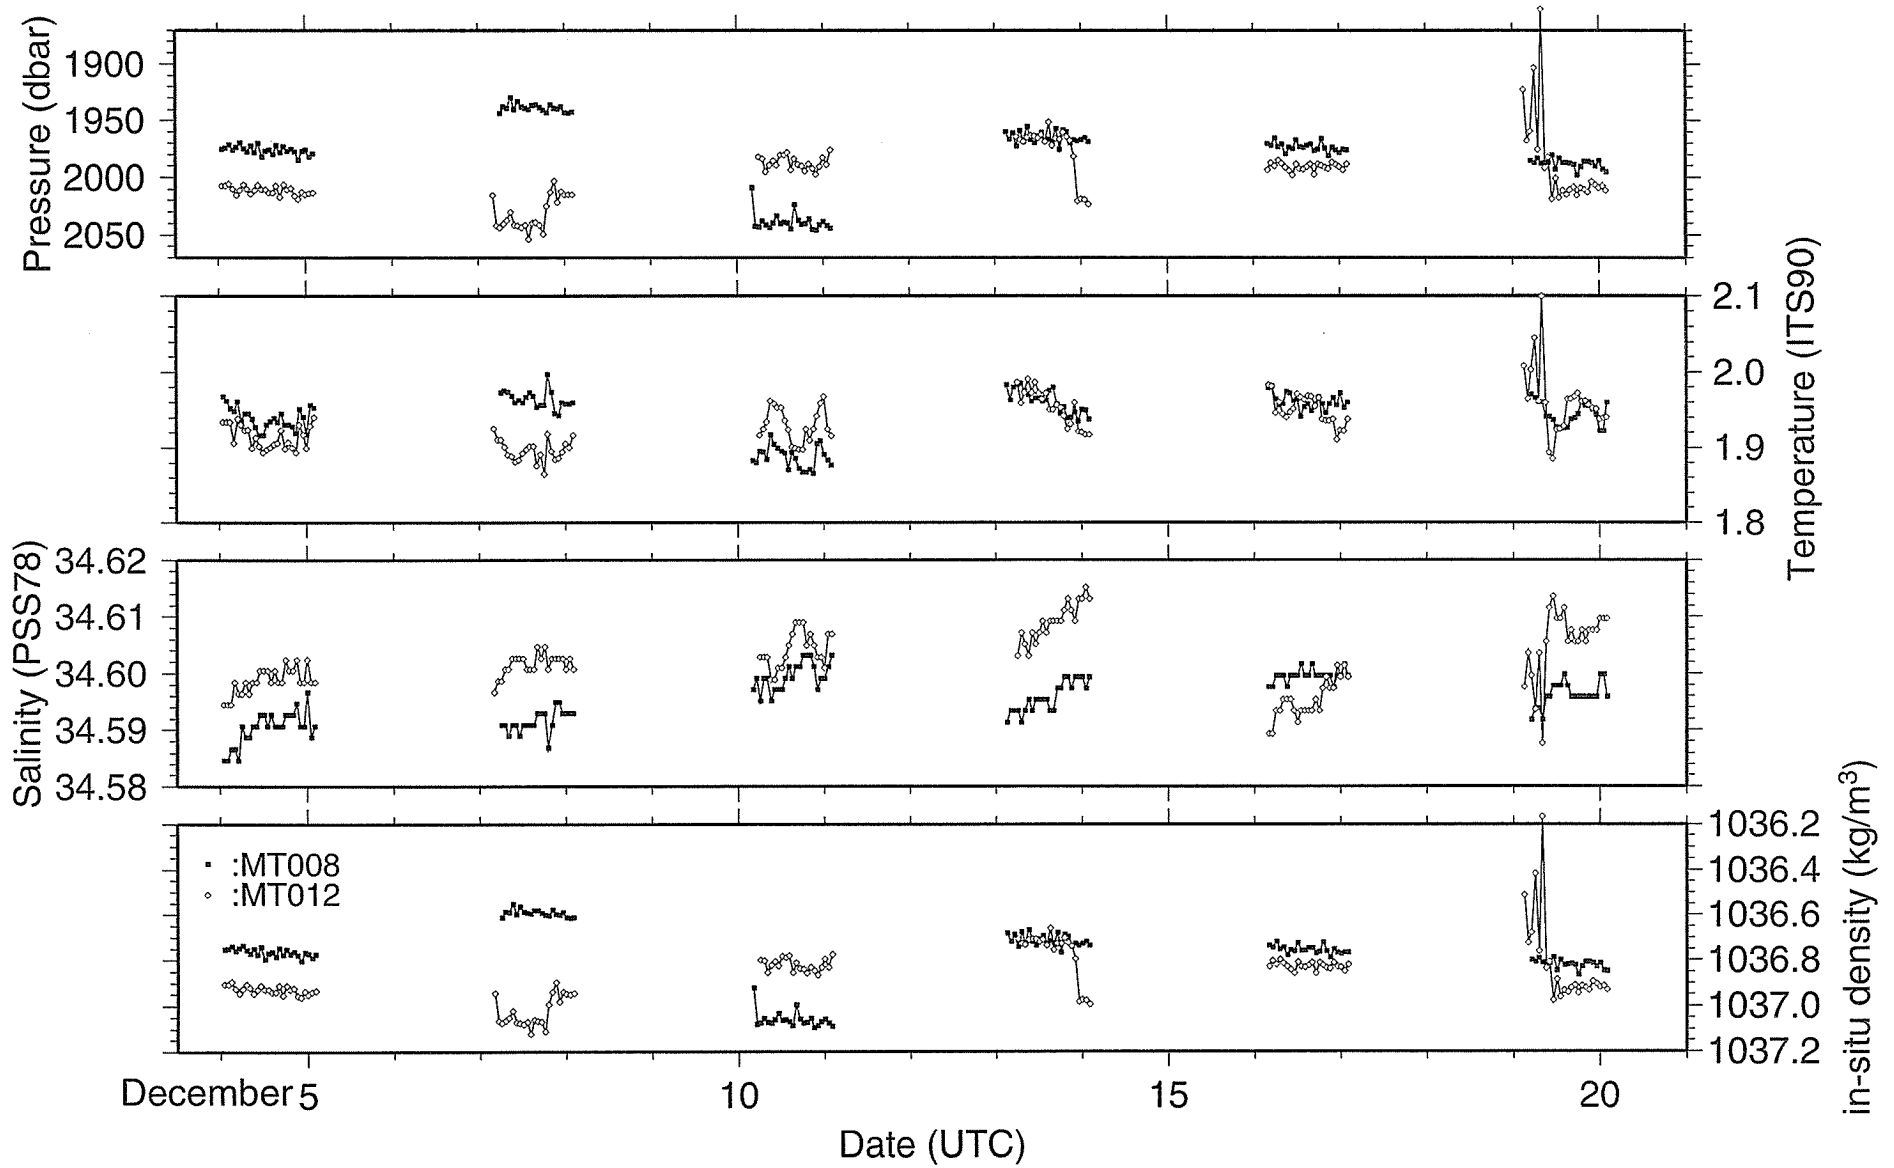 Pressure (dbar)
1900
1950
2000
2050
Temperature (ITS90)
2.1
2.0
1.9
1.8
Salinity (PSS78)
34.62
34.61
34.60
34.59
34.58
in-situ density (kg/m³)
1036.2
1036.4
1036.6
1036.8
1037.0
1037.2
:MT008
:MT012
December 5 10 15 20
Date (UTC)